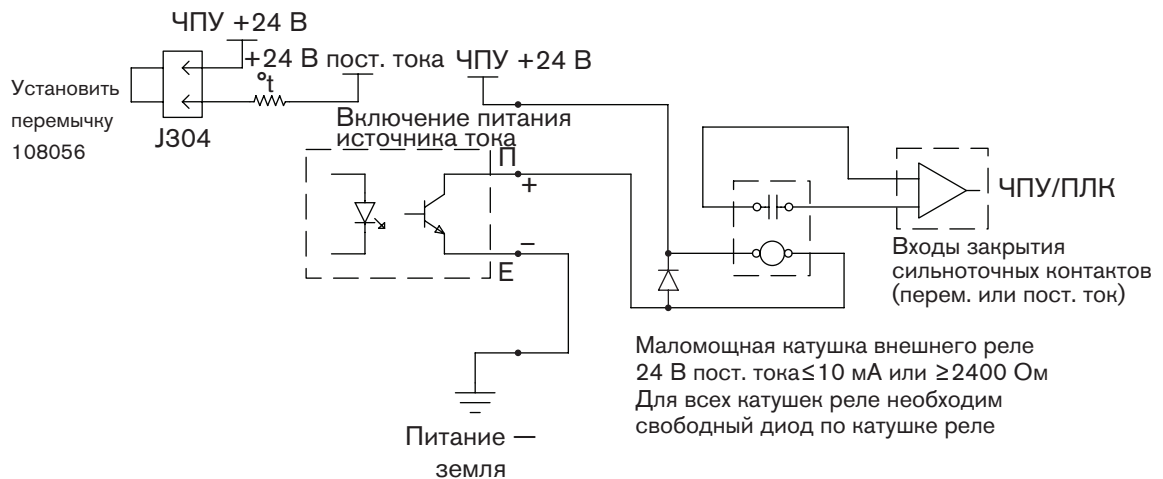 ЧПУ +24 В
+24 В пост. тока
ЧПУ +24 В
°t
Установить
перемычку
108056
J304
Включение питания
источника тока
П
+
−
Е
ЧПУ/ПЛК
Входы закрытия
сильноточных контактов
(перем. или пост. ток)
Маломощная катушка внешнего реле
24 В пост. тока≤10 мА или ≥2400 Ом
Для всех катушек реле необходим
свободный диод по катушке реле
Питание —
земля